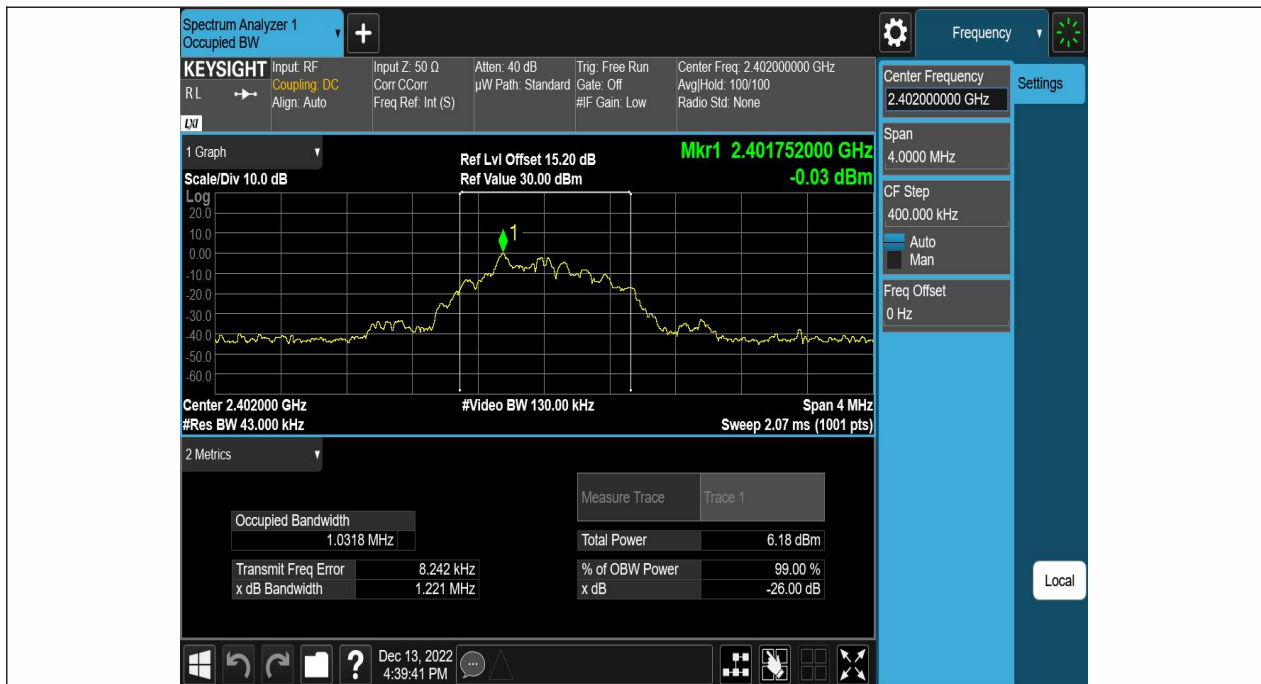 Spectrum Analyzer 1
Occupied BW
+
Frequency
KEYSIGHT
R L
LXI
Input: RF
Coupling: DC
Align: Auto
Input Z: 50 Ω
Corr CCorr
Freq Ref: Int (S)
Atten: 40 dB
µW Path: Standard
Trig: Free Run
Gate: Off
#IF Gain: Low
Center Freq: 2.402000000 GHz
Avg|Hold: 100/100
Radio Std: None
Center Frequency
2.402000000 GHz
Settings
Span
4.0000 MHz
CF Step
400.000 kHz
Auto
Man
Freq Offset
0 Hz
Local
1 Graph
Scale/Div 10.0 dB
Ref Lvl Offset 15.20 dB
Ref Value 30.00 dBm
Mkr1 2.401752000 GHz
-0.03 dBm
Log
20.0
10.0
0.00
-10.0
-20.0
-30.0
-40.0
-50.0
-60.0
1
Center 2.402000 GHz
#Video BW 130.00 kHz
Span 4 MHz
#Res BW 43.000 kHz
Sweep 2.07 ms (1001 pts)
2 Metrics
Measure Trace Trace 1
Occupied Bandwidth
1.0318 MHz
Total Power 6.18 dBm
Transmit Freq Error 8.242 kHz
% of OBW Power 99.00 %
x dB Bandwidth 1.221 MHz
x dB -26.00 dB
?
Dec 13, 2022
4:39:41 PM